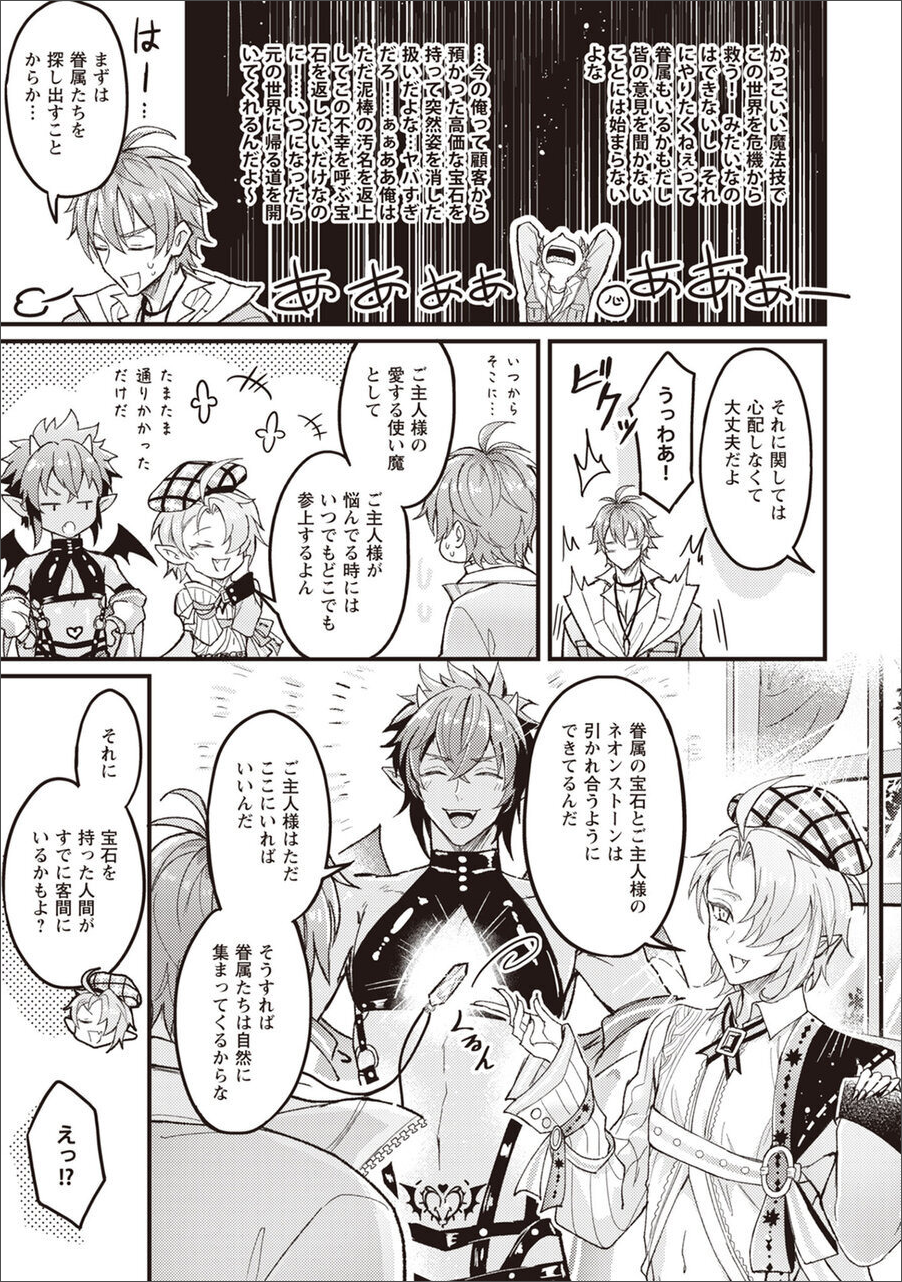 かっこいい魔法技で
この世界を危機から
救う！ みたいなの
はできないし それ
にやりたくねぇって
眷属もいるかもだし
皆の意見を聞かない
ことには始まらない
よな
…今の俺って顧客から
預かった高価な宝石を
持って突然姿を消した
扱いだよな…ヤバすぎ
だろ！…ぁぁああ俺は
ただ泥棒の汚名を返上
してこの不幸を呼ぶ宝
石を返したいだけなの
に……いつになったら
元の世界に帰る道を開
いてくれるんだよ〜
あああぁー
心
ああぁぁ
はー…
まずは
眷属たちを
探し出すこと
からか…
それに関しては
心配しなくて
大丈夫だよ
うっわあ！
ビクッ
いつから
そこに…
ご主人様の
愛する使い魔
として
ご主人様が
悩んでる時には
いつでもどこでも
参上するよん
たまたま
通りかかった
だけだ
眷属の宝石とご主人様の
ネオンストーンは
引かれ合うように
できてるんだ
くるん
ご主人様はただ
ここにいれば
いいんだ
そうすれば
眷属たちは自然に
集まってくるからな
それに
宝石を
持った人間が
すでに客間に
いるかもよ？
えっ!?